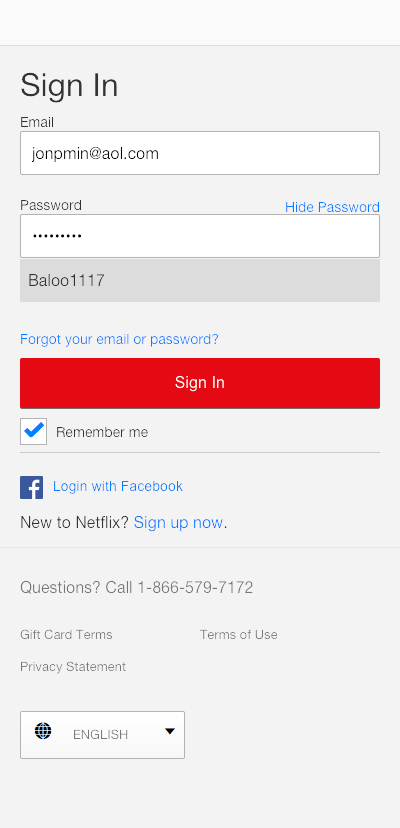 Sign In
Email
jonpmin@aol.com
Password Hide Password
•••••••••
Baloo1117
Forgot your email or password?
Sign In
Remember me
Login with Facebook
New to Netflix? Sign up now.
Questions? Call 1-866-579-7172
Gift Card Terms Terms of Use
Privacy Statement
ENGLISH